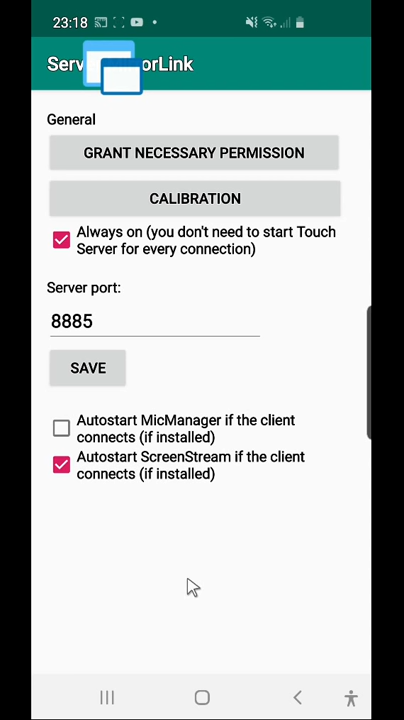 23:18
Serv orLink
General
GRANT NECESSARY PERMISSION
CALIBRATION
Always on (you don't need to start Touch
Server for every connection)
Server port:
8885
SAVE
Autostart MicManager if the client
connects (if installed)
Autostart ScreenStream if the client
connects (if installed)